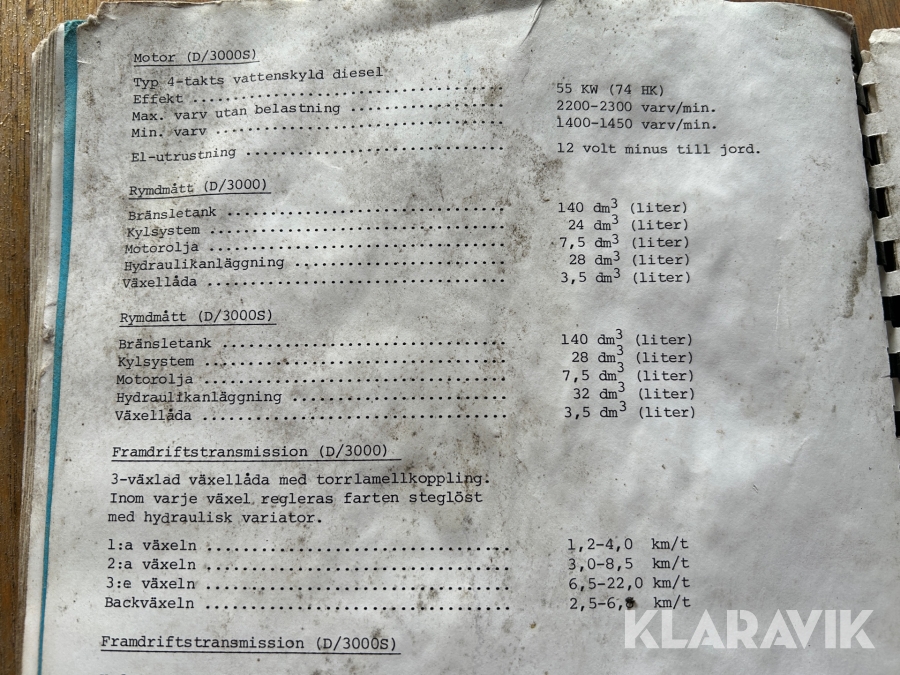 Motor (D/3000S)
Typ 4-takts vattenskyld diesel
Effekt ........................................ 55 KW (74 HK)
Max. varv utan belastning ................ 2200-2300 varv/min.
Min. varv .................................. 1400-1450 varv/min.
El-utrustning .............................. 12 volt minus till jord.
Rymdmått (D/3000)
Bränsletank ................................ 140 dm3 (liter)
Kylsystem .................................. 24 dm3 (liter)
Motorolja .................................. 7,5 dm3 (liter)
Hydraulikanläggning ........................ 28 dm3 (liter)
Växellåda .................................. 3,5 dm3 (liter)
Rymdmått (D/3000S)
Bränsletank ................................ 140 dm3 (liter)
Kylsystem .................................. 28 dm3 (liter)
Motorolja .................................. 7,5 dm3 (liter)
Hydraulikanläggning ........................ 32 dm3 (liter)
Växellåda .................................. 3,5 dm3 (liter)
Framdriftstransmission (D/3000)
3-växlad växellåda med torrlamellkoppling.
Inom varje växel regleras farten steglöst
med hydraulisk variator.
1:a växeln ................................. 1,2-4,0 km/t
2:a växeln ................................. 3,0-8,5 km/t
3:e växeln ................................. 6,5-22,0 km/t
Backväxeln ................................. km/t
KLARAVIK
Framdriftstransmission (D/3000S)